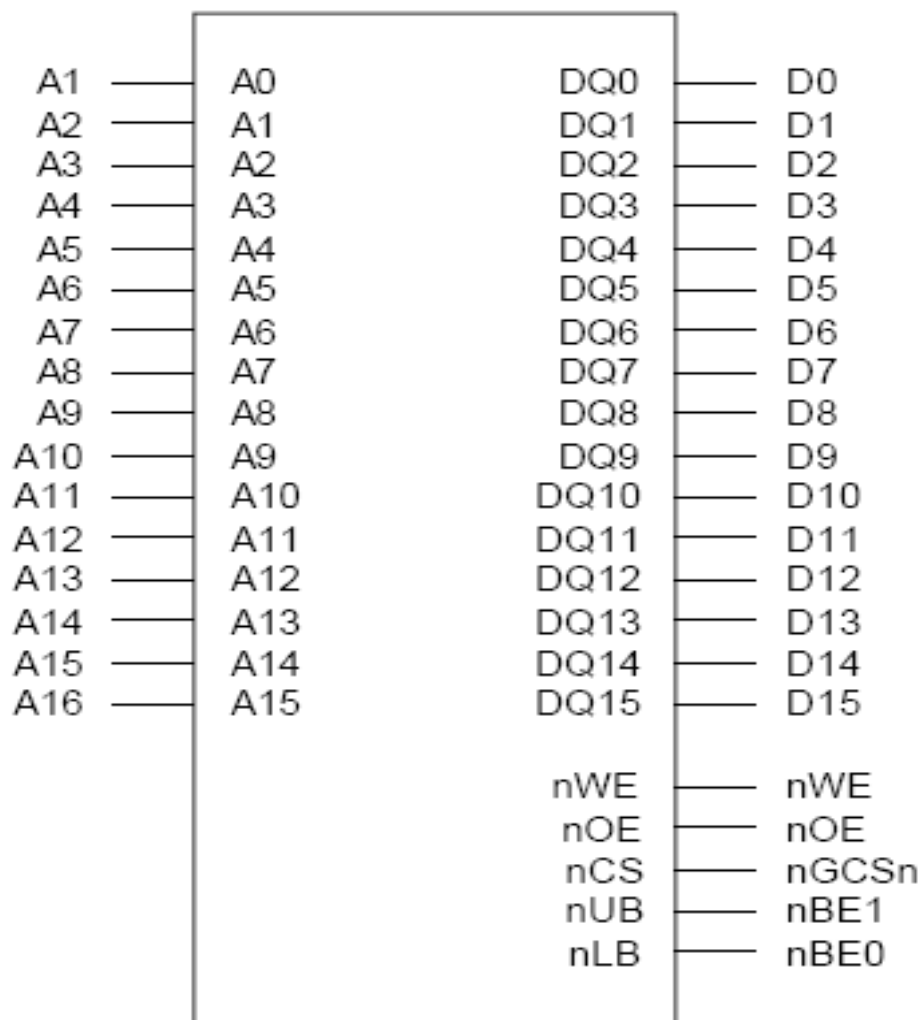 A1 A0 DQ0 D0
A2 A1 DQ1 D1
A3 A2 DQ2 D2
A4 A3 DQ3 D3
A5 A4 DQ4 D4
A6 A5 DQ5 D5
A7 A6 DQ6 D6
A8 A7 DQ7 D7
A9 A8 DQ8 D8
A10 A9 DQ9 D9
A11 A10 DQ10 D10
A12 A11 DQ11 D11
A13 A12 DQ12 D12
A14 A13 DQ13 D13
A15 A14 DQ14 D14
A16 A15 DQ15 D15
nWE nWE
nOE nOE
nCS nGCSn
nUB nBE1
nLB nBE0